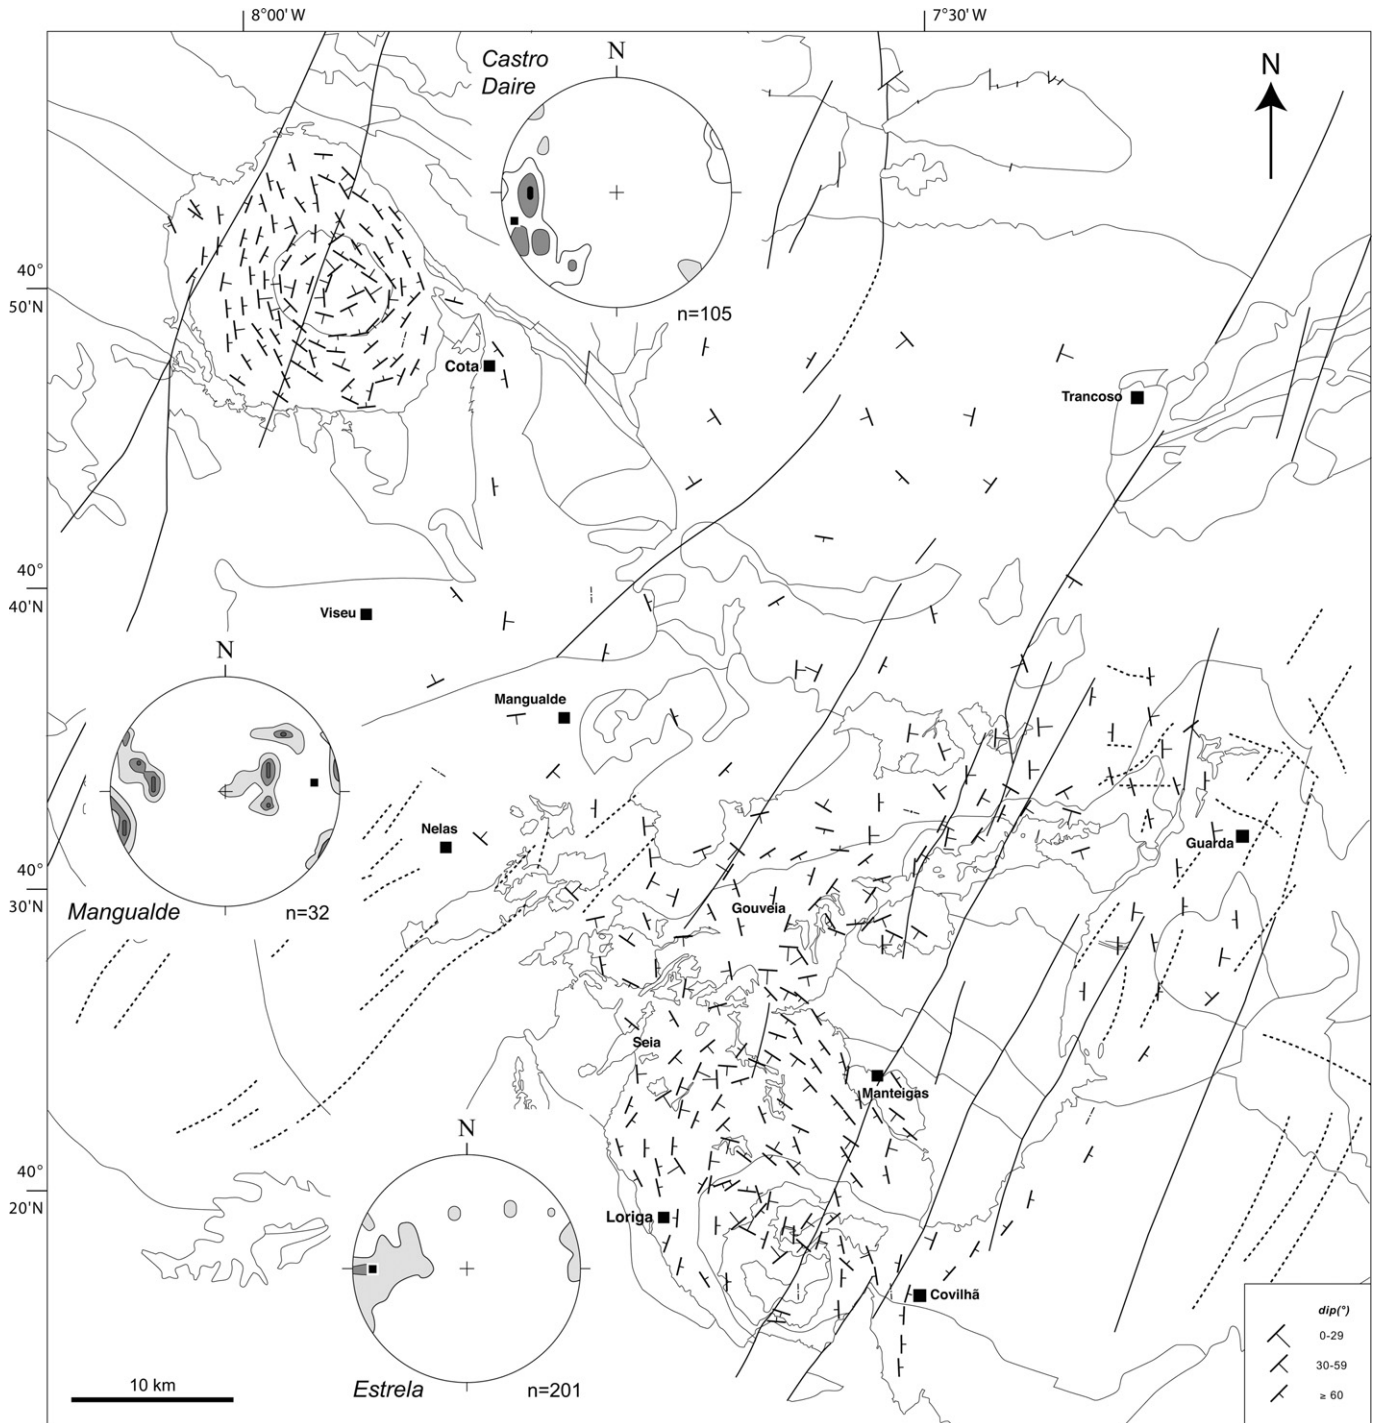 8°00' W
7°30' W
Castro
Daire
N
N
40°
50'N
n=105
Cota
Trancoso
40°
40'N
Viseu
N
Mangualde
Nelas
Guarda
40°
30'N
Gouveia
Mangualde
n=32
Seia
Manteigas
N
40°
20'N
Loriga
Covilhã
dip(°)
0-29
30-59
≥ 60
10 km
Estrela
n=201